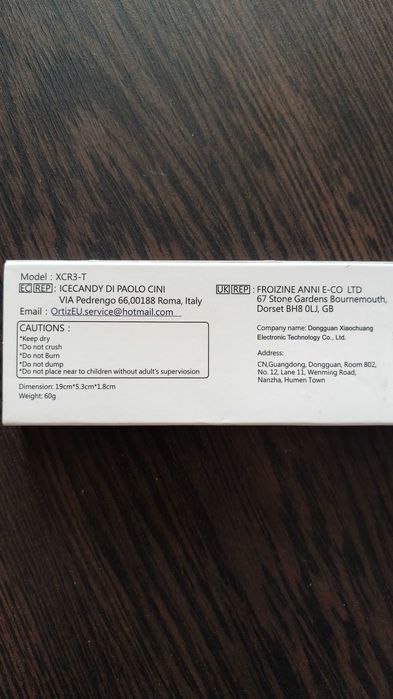 Model : XCR3-T
EC REP : ICECANDY DI PAOLO CINI
VIA Pedrengo 66,00188 Roma, Italy
Email : OrtizEU.service@hotmail.com
CAUTIONS :
*Keep dry
*Do not crush
*Do not Burn
*Do not dump
*Do not place near to children without adult's superviosion
Dimension: 19cm*5.3cm*1.8cm
Weight: 60g
UK REP : FROIZINE ANNI E-CO LTD
67 Stone Gardens Bournemouth,
Dorset BH8 0LJ, GB
Company name: Dongguan Xiaochuang
Electronic Technology Co., Ltd.
Address:
CN,Guangdong, Dongguan, Room 802,
No. 12, Lane 11, Wenming Road,
Nanzha, Humen Town